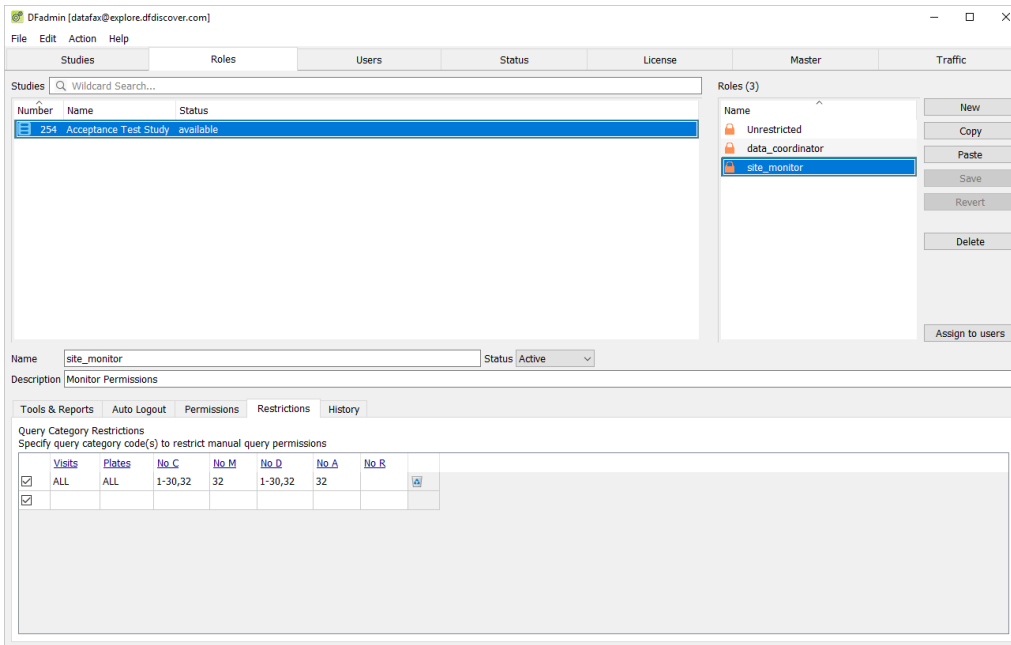 DFadmin [datafax@explore.dfdiscover.com]
File Edit Action Help
Studies Roles Users Status License Master Traffic
Studies Wildcard Search... Roles (3)
Number Name Status Name
254 Acceptance Test Study available
Unrestricted
data_coordinator
site_monitor
New
Copy
Paste
Save
Revert
Delete
Assign to users
Name site_monitor Status Active
Description Monitor Permissions
Tools & Reports Auto Logout Permissions Restrictions History
Query Category Restrictions
Specify query category code(s) to restrict manual query permissions
Visits Plates No C No M No D No A No R
ALL ALL 1-30,32 32 1-30,32 32